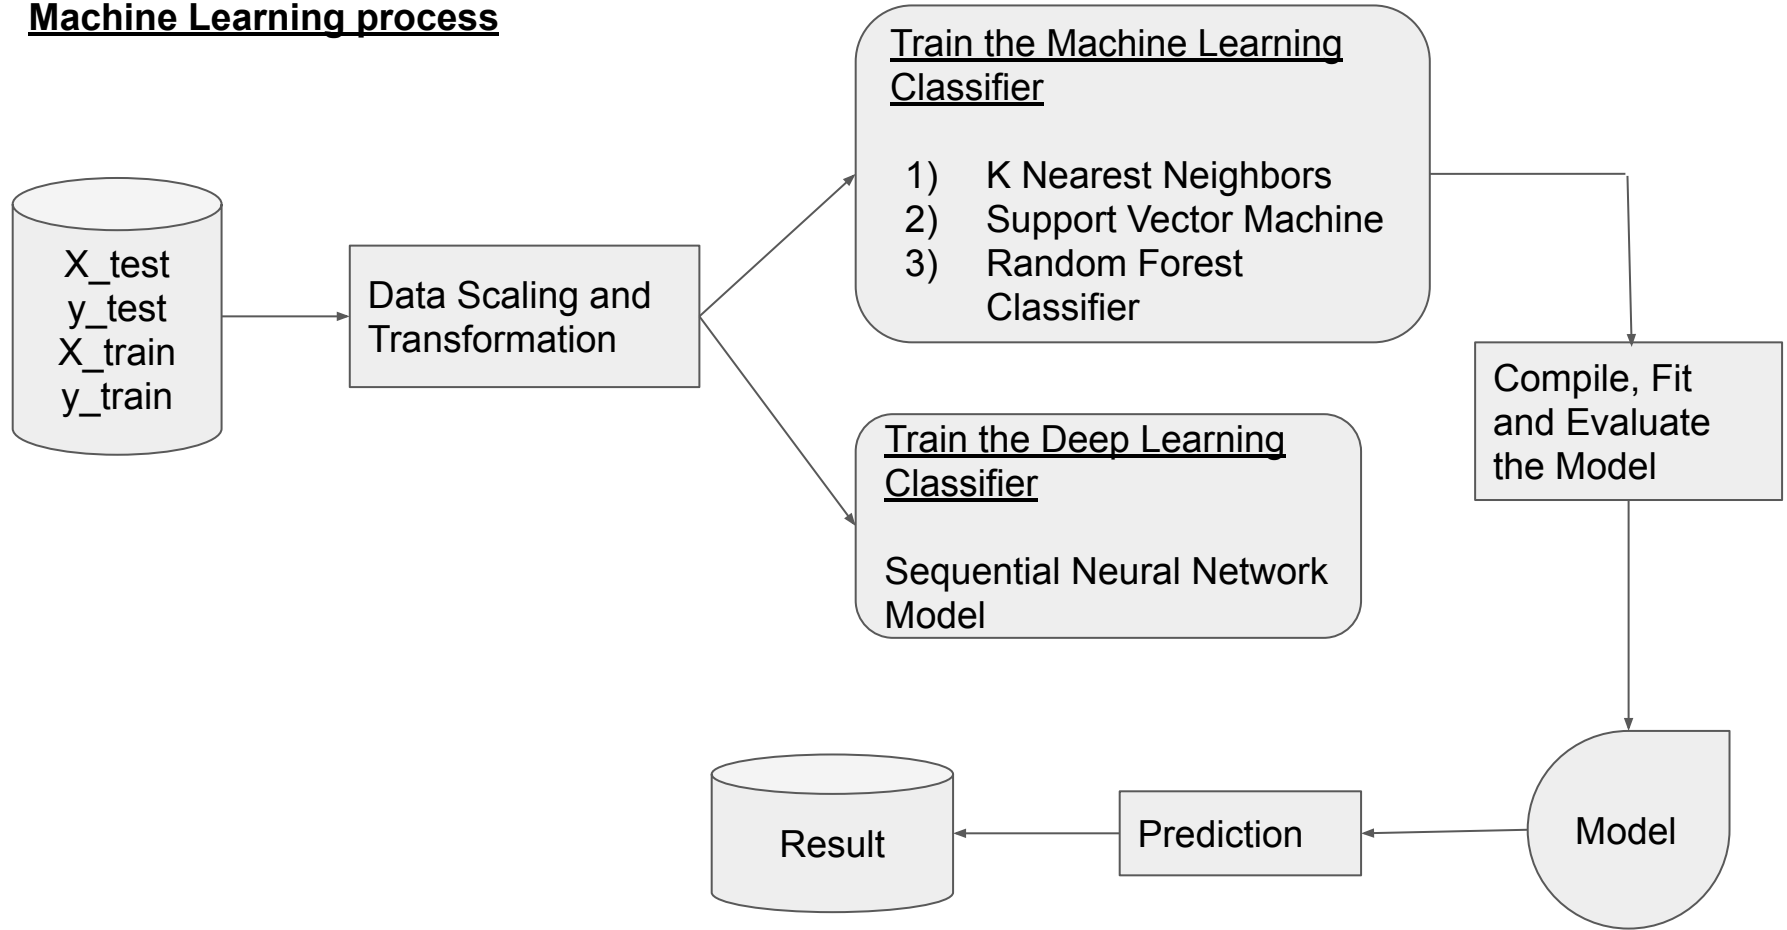 Machine Learning process
X_test
y_test
X_train
y_train
Data Scaling and
Transformation
Train the Machine Learning
Classifier
1) K Nearest Neighbors
2) Support Vector Machine
3) Random Forest
Classifier
Train the Deep Learning
Classifier
Sequential Neural Network
Model
Compile, Fit
and Evaluate
the Model
Model
Prediction
Result